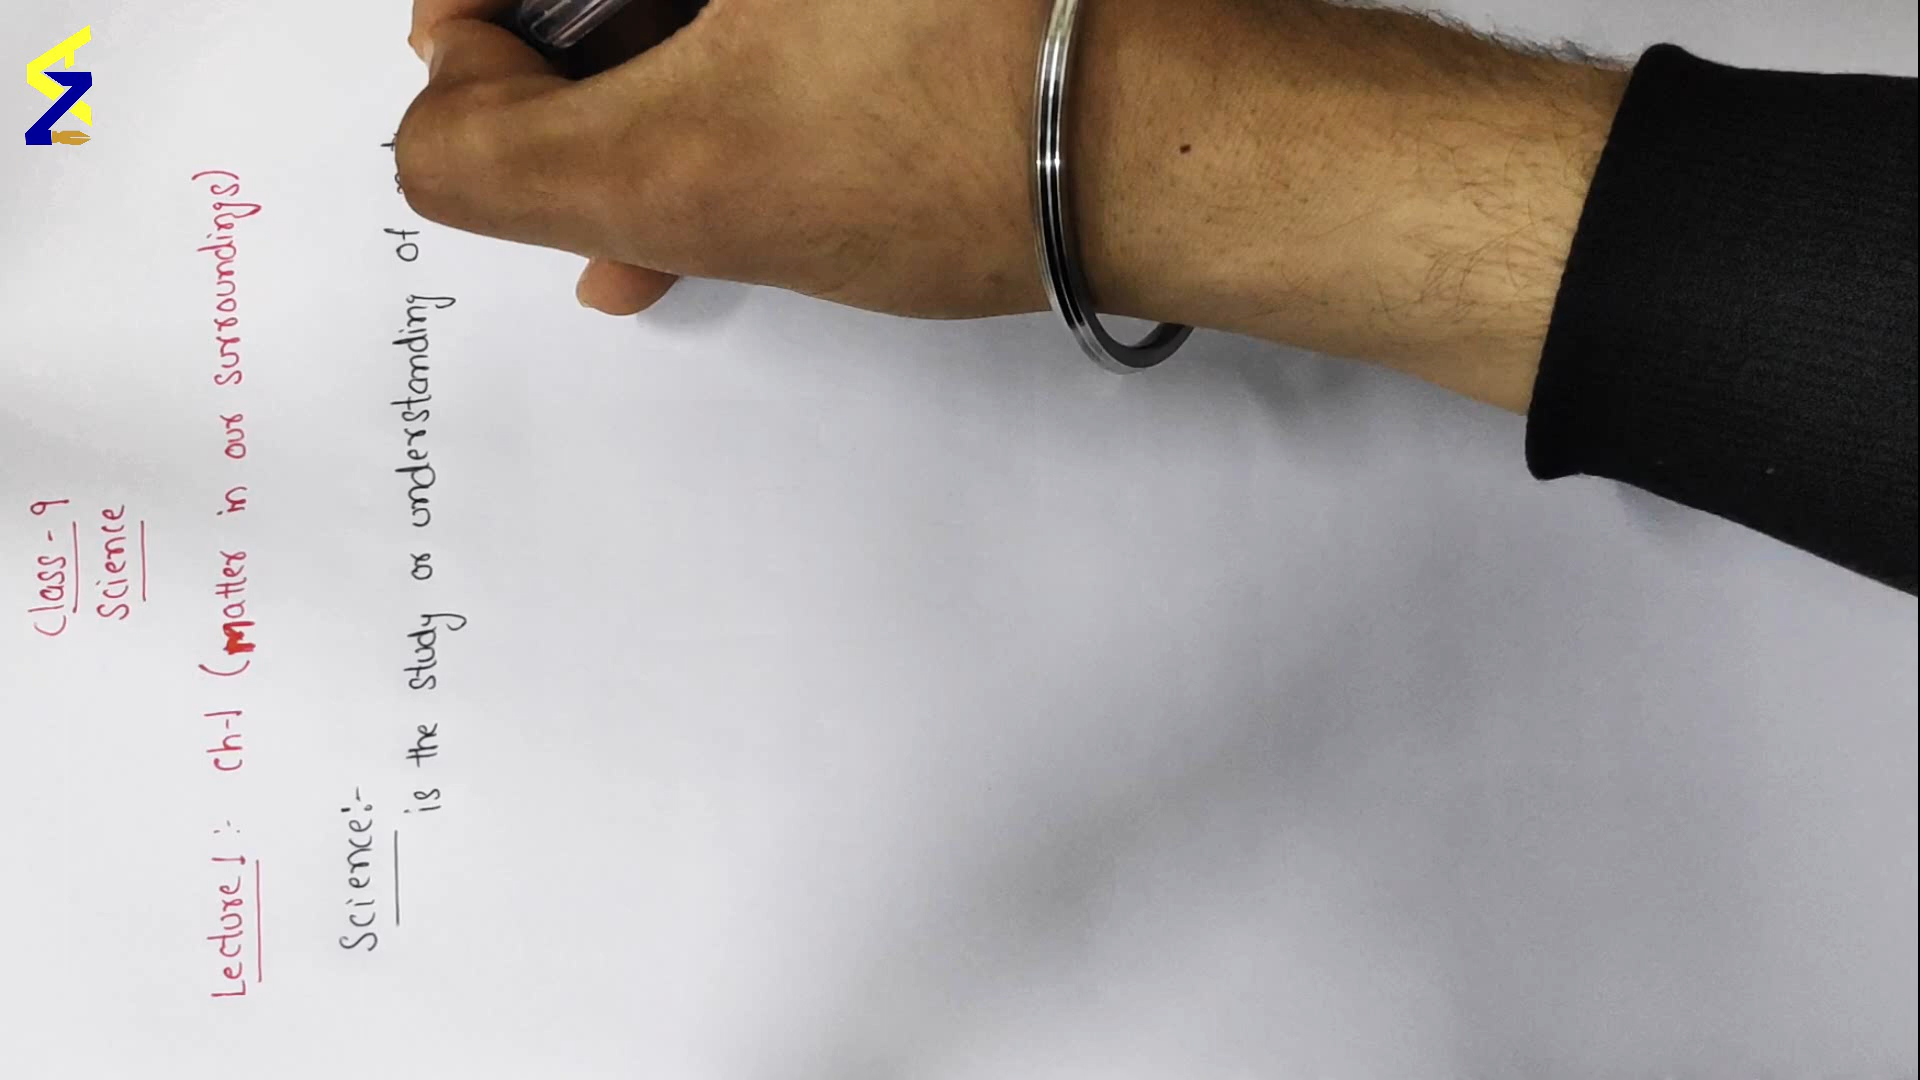 Class-9
Science
Lecture 1:- Ch-1 (Matter in our surroundings)
Science:-
is the study or understanding of